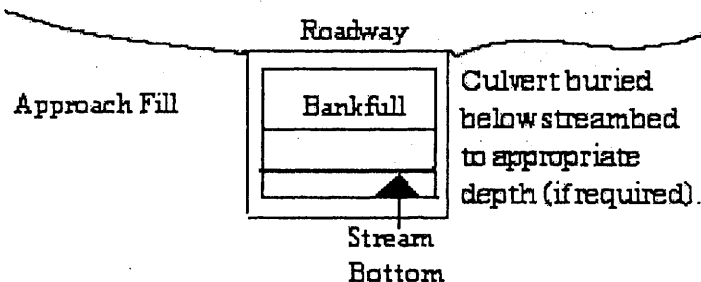 Roadway
Approach Fill
Bankfull
Culvert buried
below streambed
to appropriate
depth (if required).
Stream
Bottom